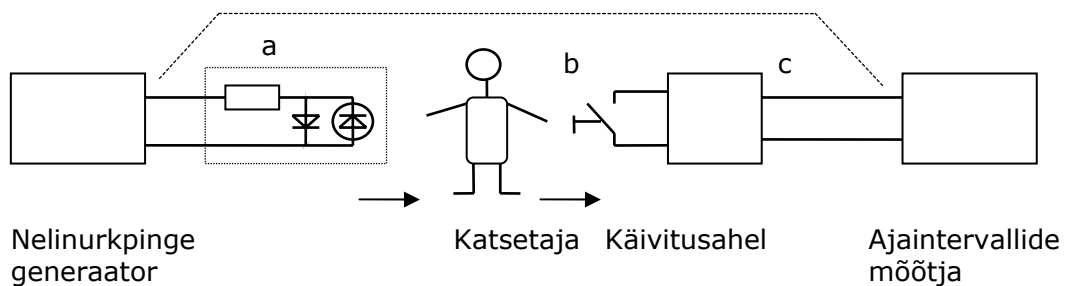 a
b
c
Nelinurkpinge
generaator
Katsetaja
Käivitusahel
Ajaintervallide
mõõtja